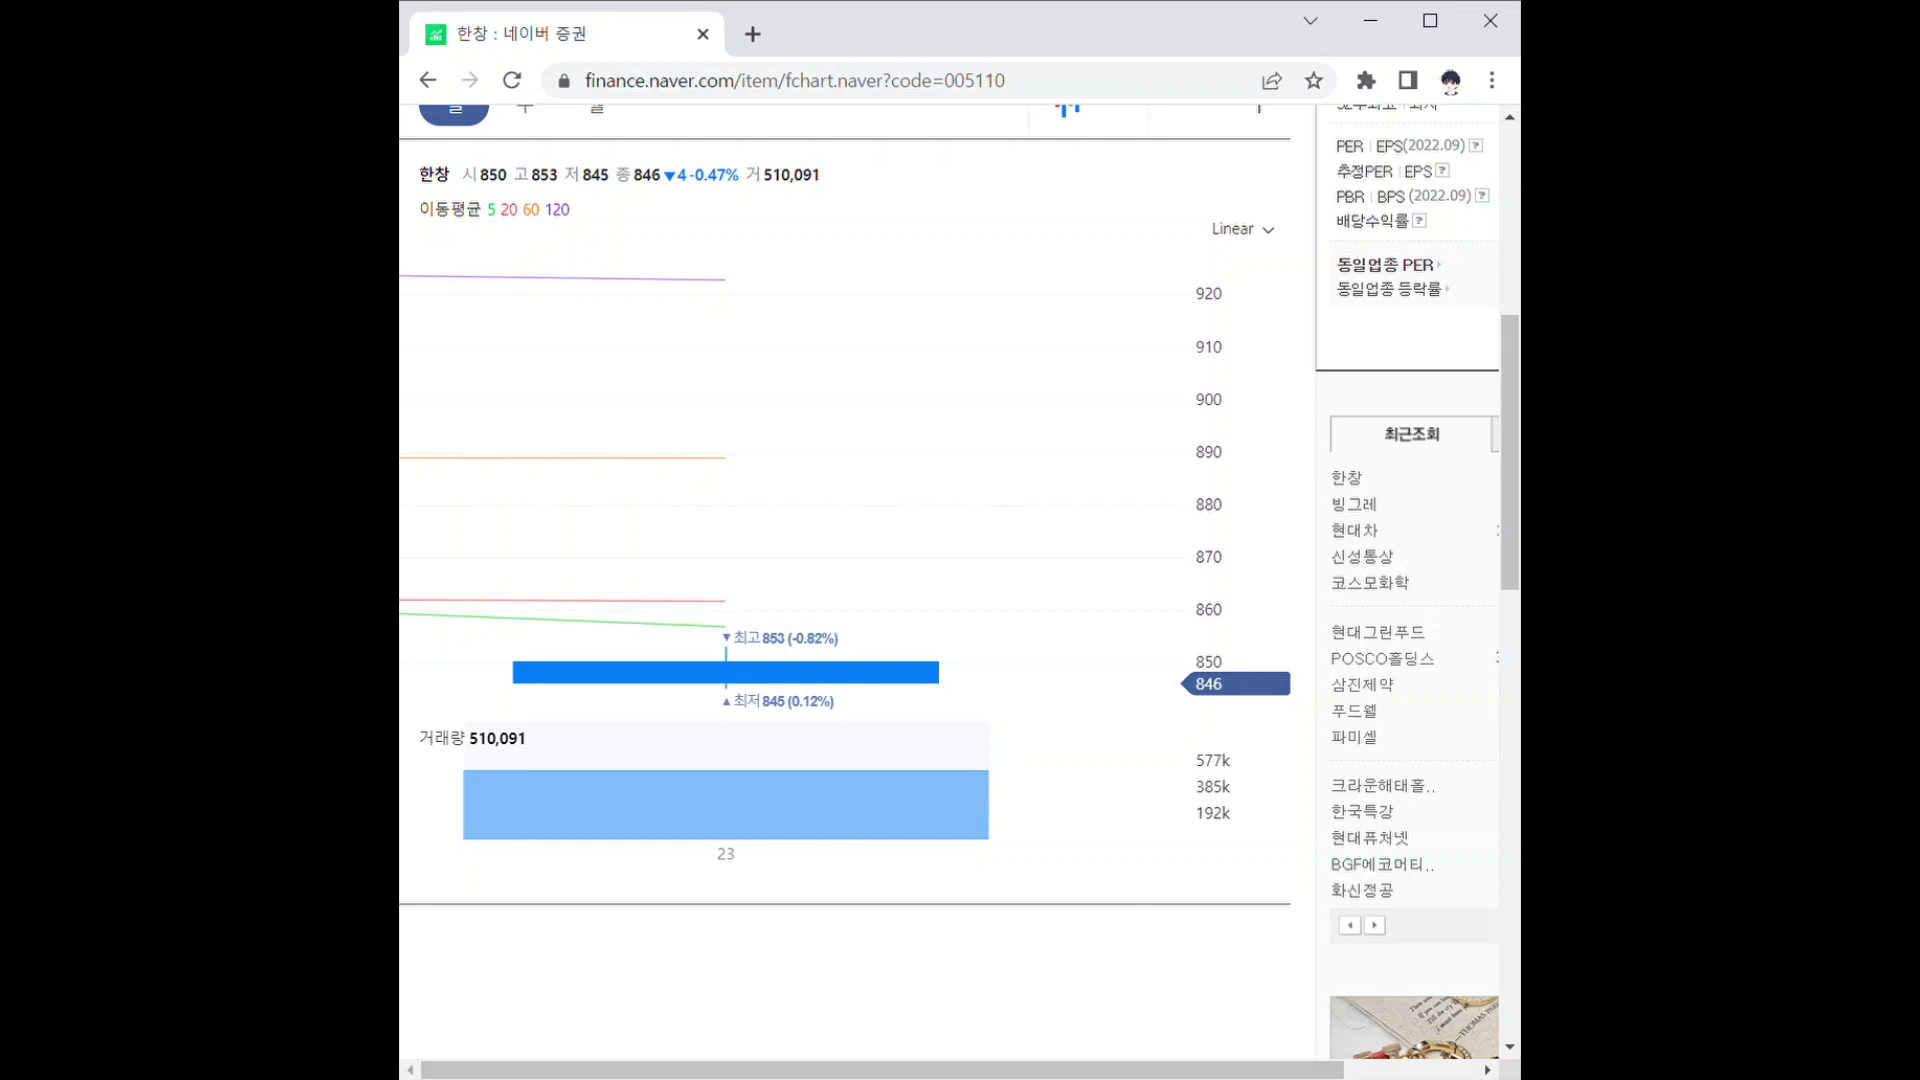 한창 : 네이버 증권
finance.naver.com/item/fchart.naver?code=005110
일 주 월
한창 시 850 고 853 저 845 종 846 ▼4 -0.47% 거 510,091
이동평균 5 20 60 120
Linear
920
910
900
890
880
870
860
850
846
▼ 최고 853 (-0.82%)
▲ 최저 845 (0.12%)
거래량 510,091
577k
385k
192k
23
PER | EPS(2022.09) ?
추정PER | EPS ?
PBR | BPS (2022.09) ?
배당수익률 ?
동일업종 PER
동일업종 등락률
최근조회
한창
빙그레
현대차
신성통상
코스모화학
현대그린푸드
POSCO홀딩스
삼진제약
푸드웰
파미셀
크라운해태홀..
한국특강
현대퓨처넷
BGF에코머티..
화신정공